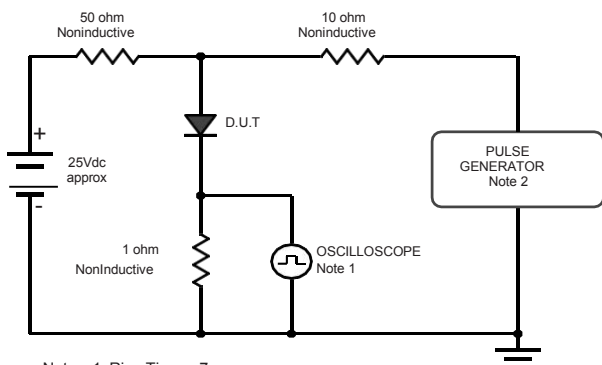 50 ohm
Noninductive
10 ohm
Noninductive
D.U.T
+
25Vdc
approx
-
PULSE
GENERATOR
Note 2
1 ohm
NonInductive
OSCILLOSCOPE
Note 1